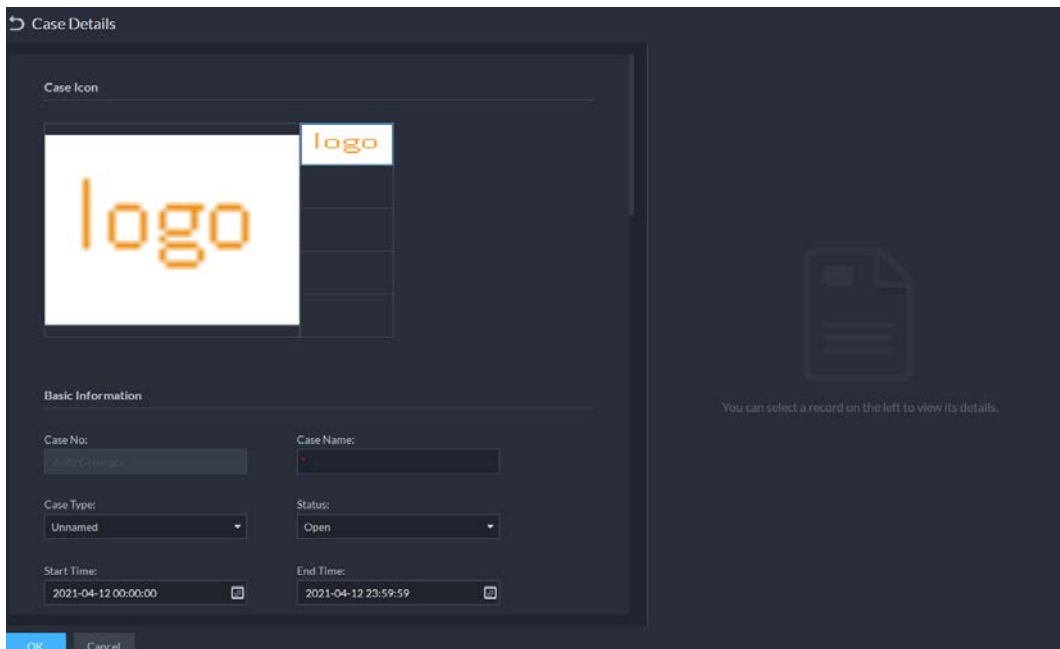 Case Details
Case Icon
logo
logo
Basic Information
Case No:
Case Name:
Auto Generate
*
Case Type:
Status:
Unnamed
Open
Start Time:
End Time:
2021-04-12 00:00:00
2021-04-12 23:59:59
You can select a record on the left to view its details.
OK
Cancel